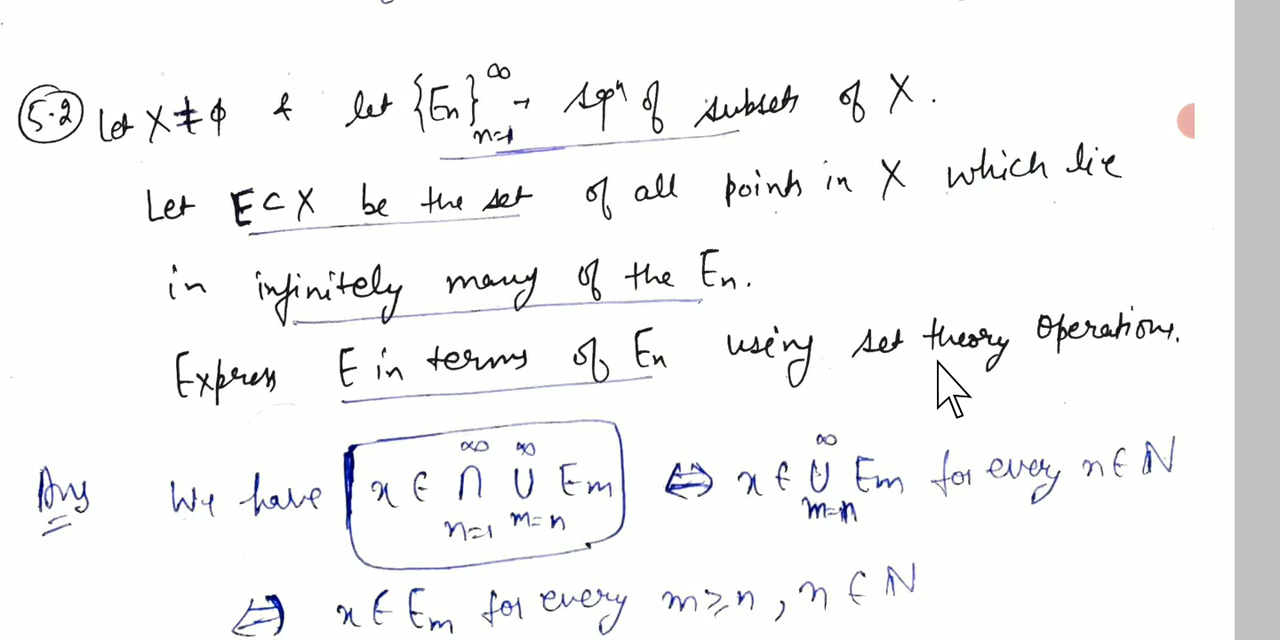 5.2 Let X ≠ φ & let {En}∞n=1 → sqn of subsets of X.
Let E ⊂ X be the set of all points in X which lie
in infinitely many of the En.
Express E in terms of En using set theory operations.
Ans We have x ∈ ∞∩n=1 ∞∪m=n Em ⇔ x ∈ ∞∪m=n Em for every n ∈ N
⇔ x ∈ Em for every m ≥ n, n ∈ N